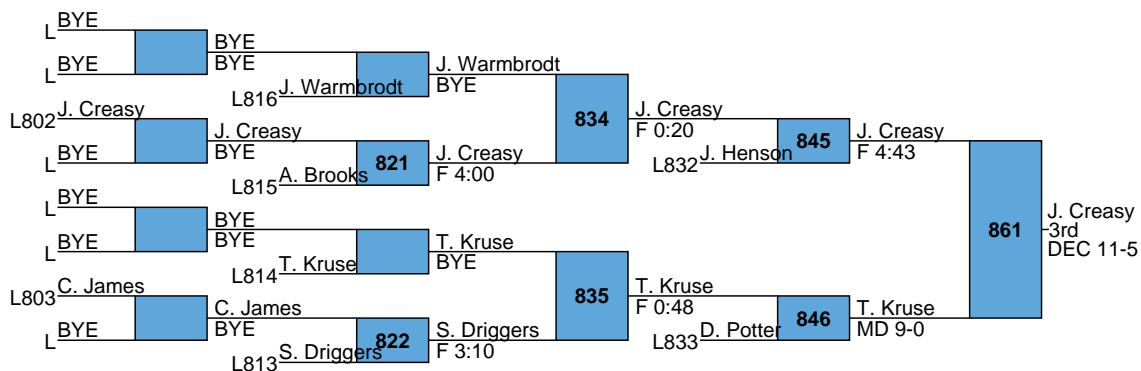 L BYE
BYE
BYE
L BYE
J. Warmbrodt
BYE
L816 J. Warmbrodt
834
L802 J. Creasy
J. Creasy
F 0:20
J. Creasy
BYE
845
J. Creasy
F 4:43
L BYE
821
J. Creasy
F 4:00
L832 J. Henson
L815 A. Brooks
L BYE
861
J. Creasy
3rd
DEC 11-5
BYE
BYE
L BYE
T. Kruse
BYE
L814 T. Kruse
835
L803 C. James
T. Kruse
F 0:48
C. James
BYE
846
T. Kruse
MD 9-0
L BYE
822
S. Driggers
F 3:10
L833 D. Potter
L813 S. Driggers